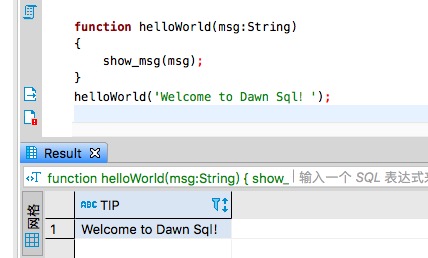 function helloWorld(msg:String)
{
    show_msg(msg);
}
helloWorld('Welcome to Dawn Sql! ');
Result
function helloWorld(msg:String) { show_
输入一个 SQL 表达式来
网格
ABC TIP
1 Welcome to Dawn Sql!